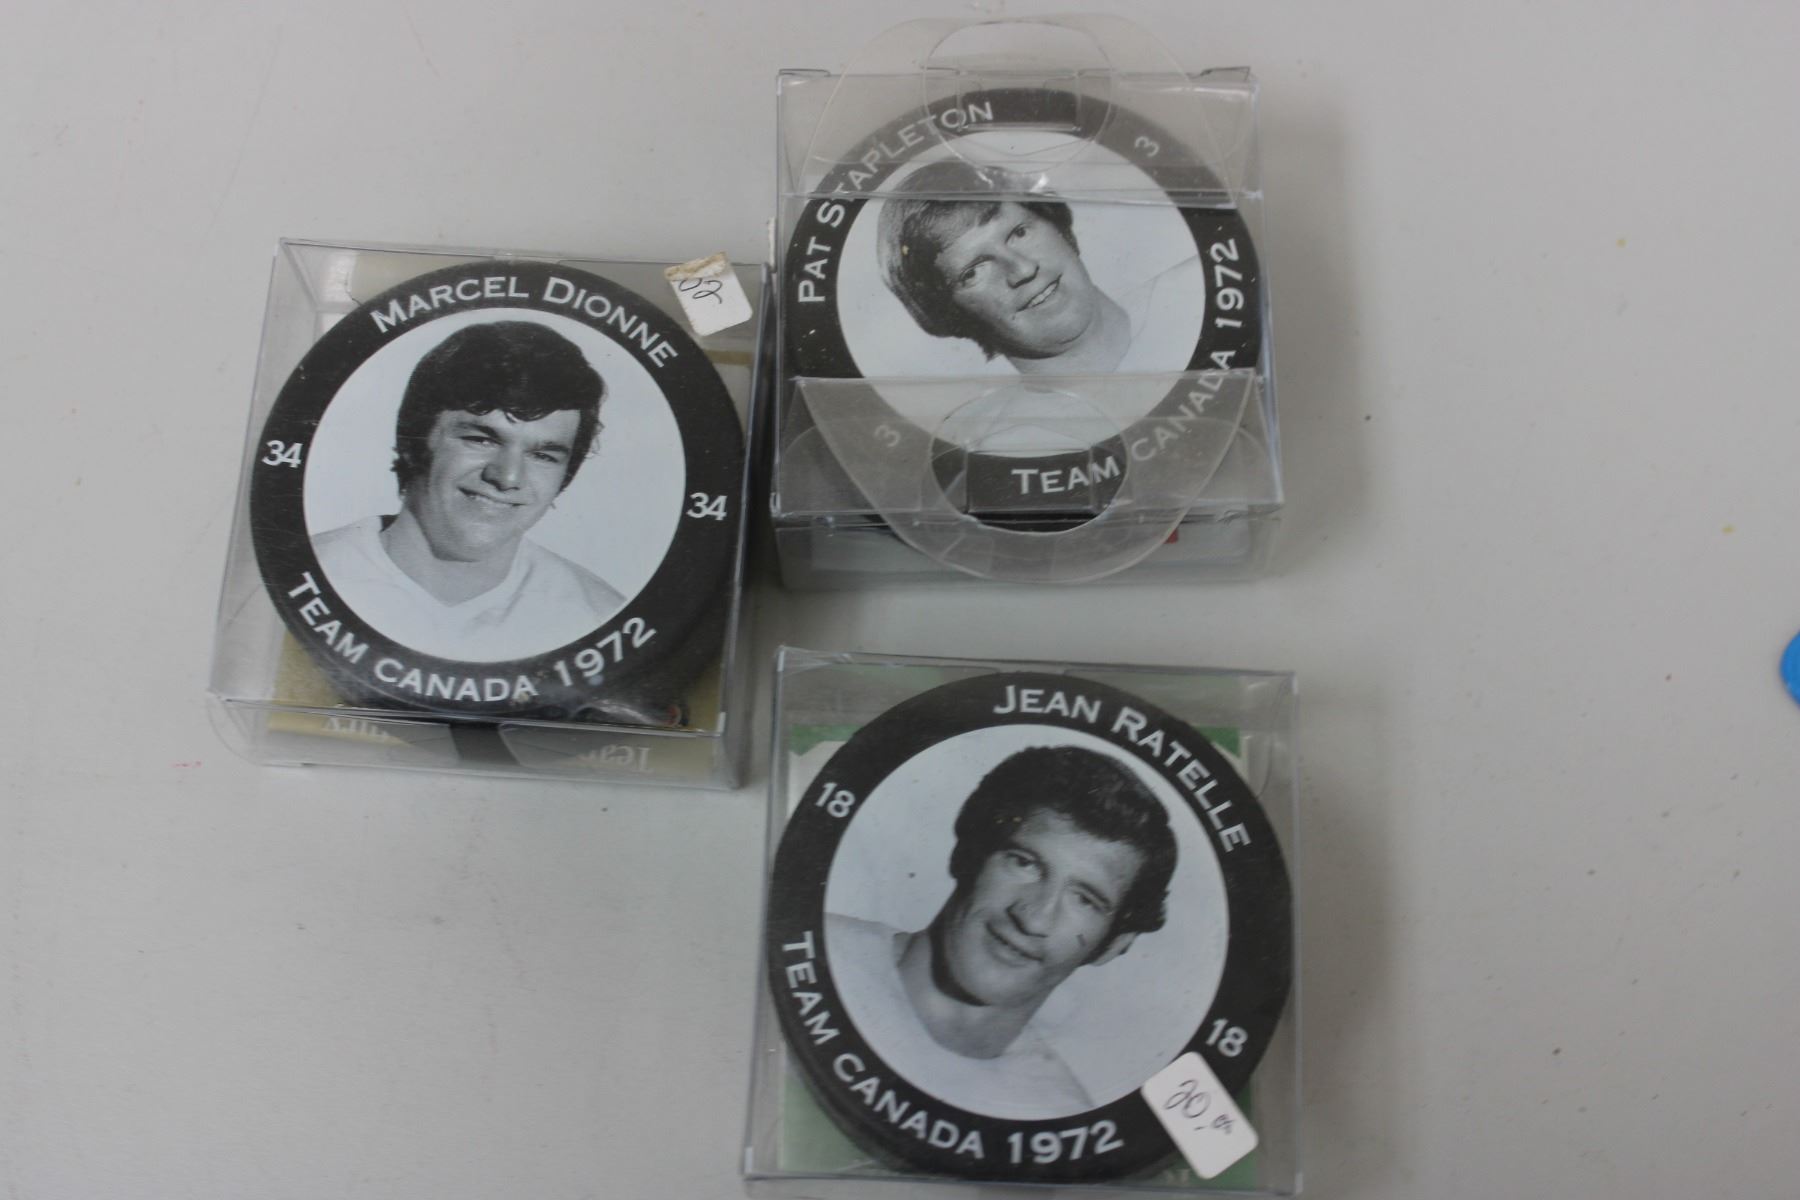 MARCEL DIONNE
34 34
TEAM CANADA 1972
PAT STAPLETON
3 3
TEAM CANADA 1972
JEAN RATELLE
18 18
TEAM CANADA 1972
20.